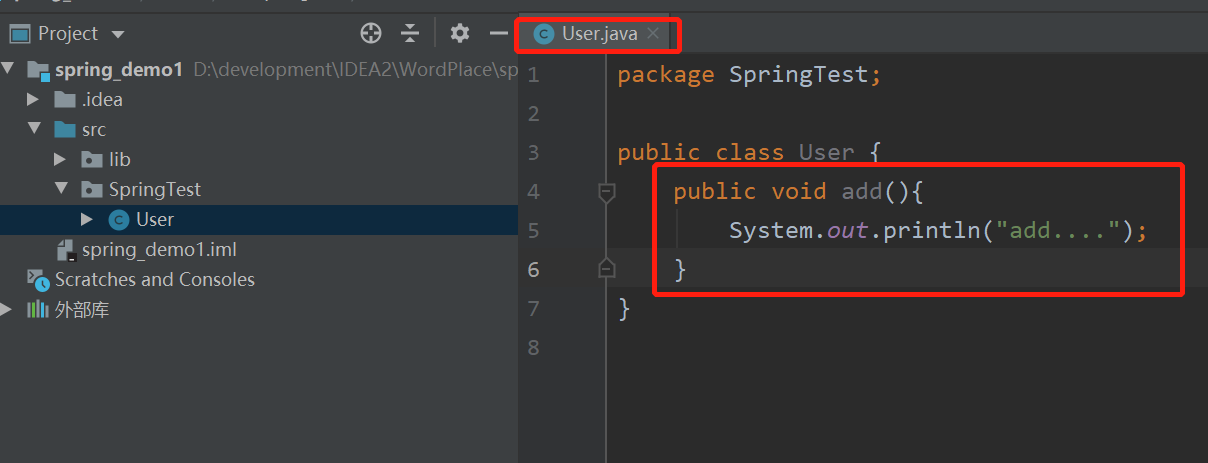 Project
spring_demo1 D:\development\IDEA2\WordPlace\sp
.idea
src
lib
SpringTest
User
spring_demo1.iml
Scratches and Consoles
外部库
User.java
1 package SpringTest;
2
3 public class User {
4 public void add(){
5 System.out.println("add....");
6 }
7 }
8